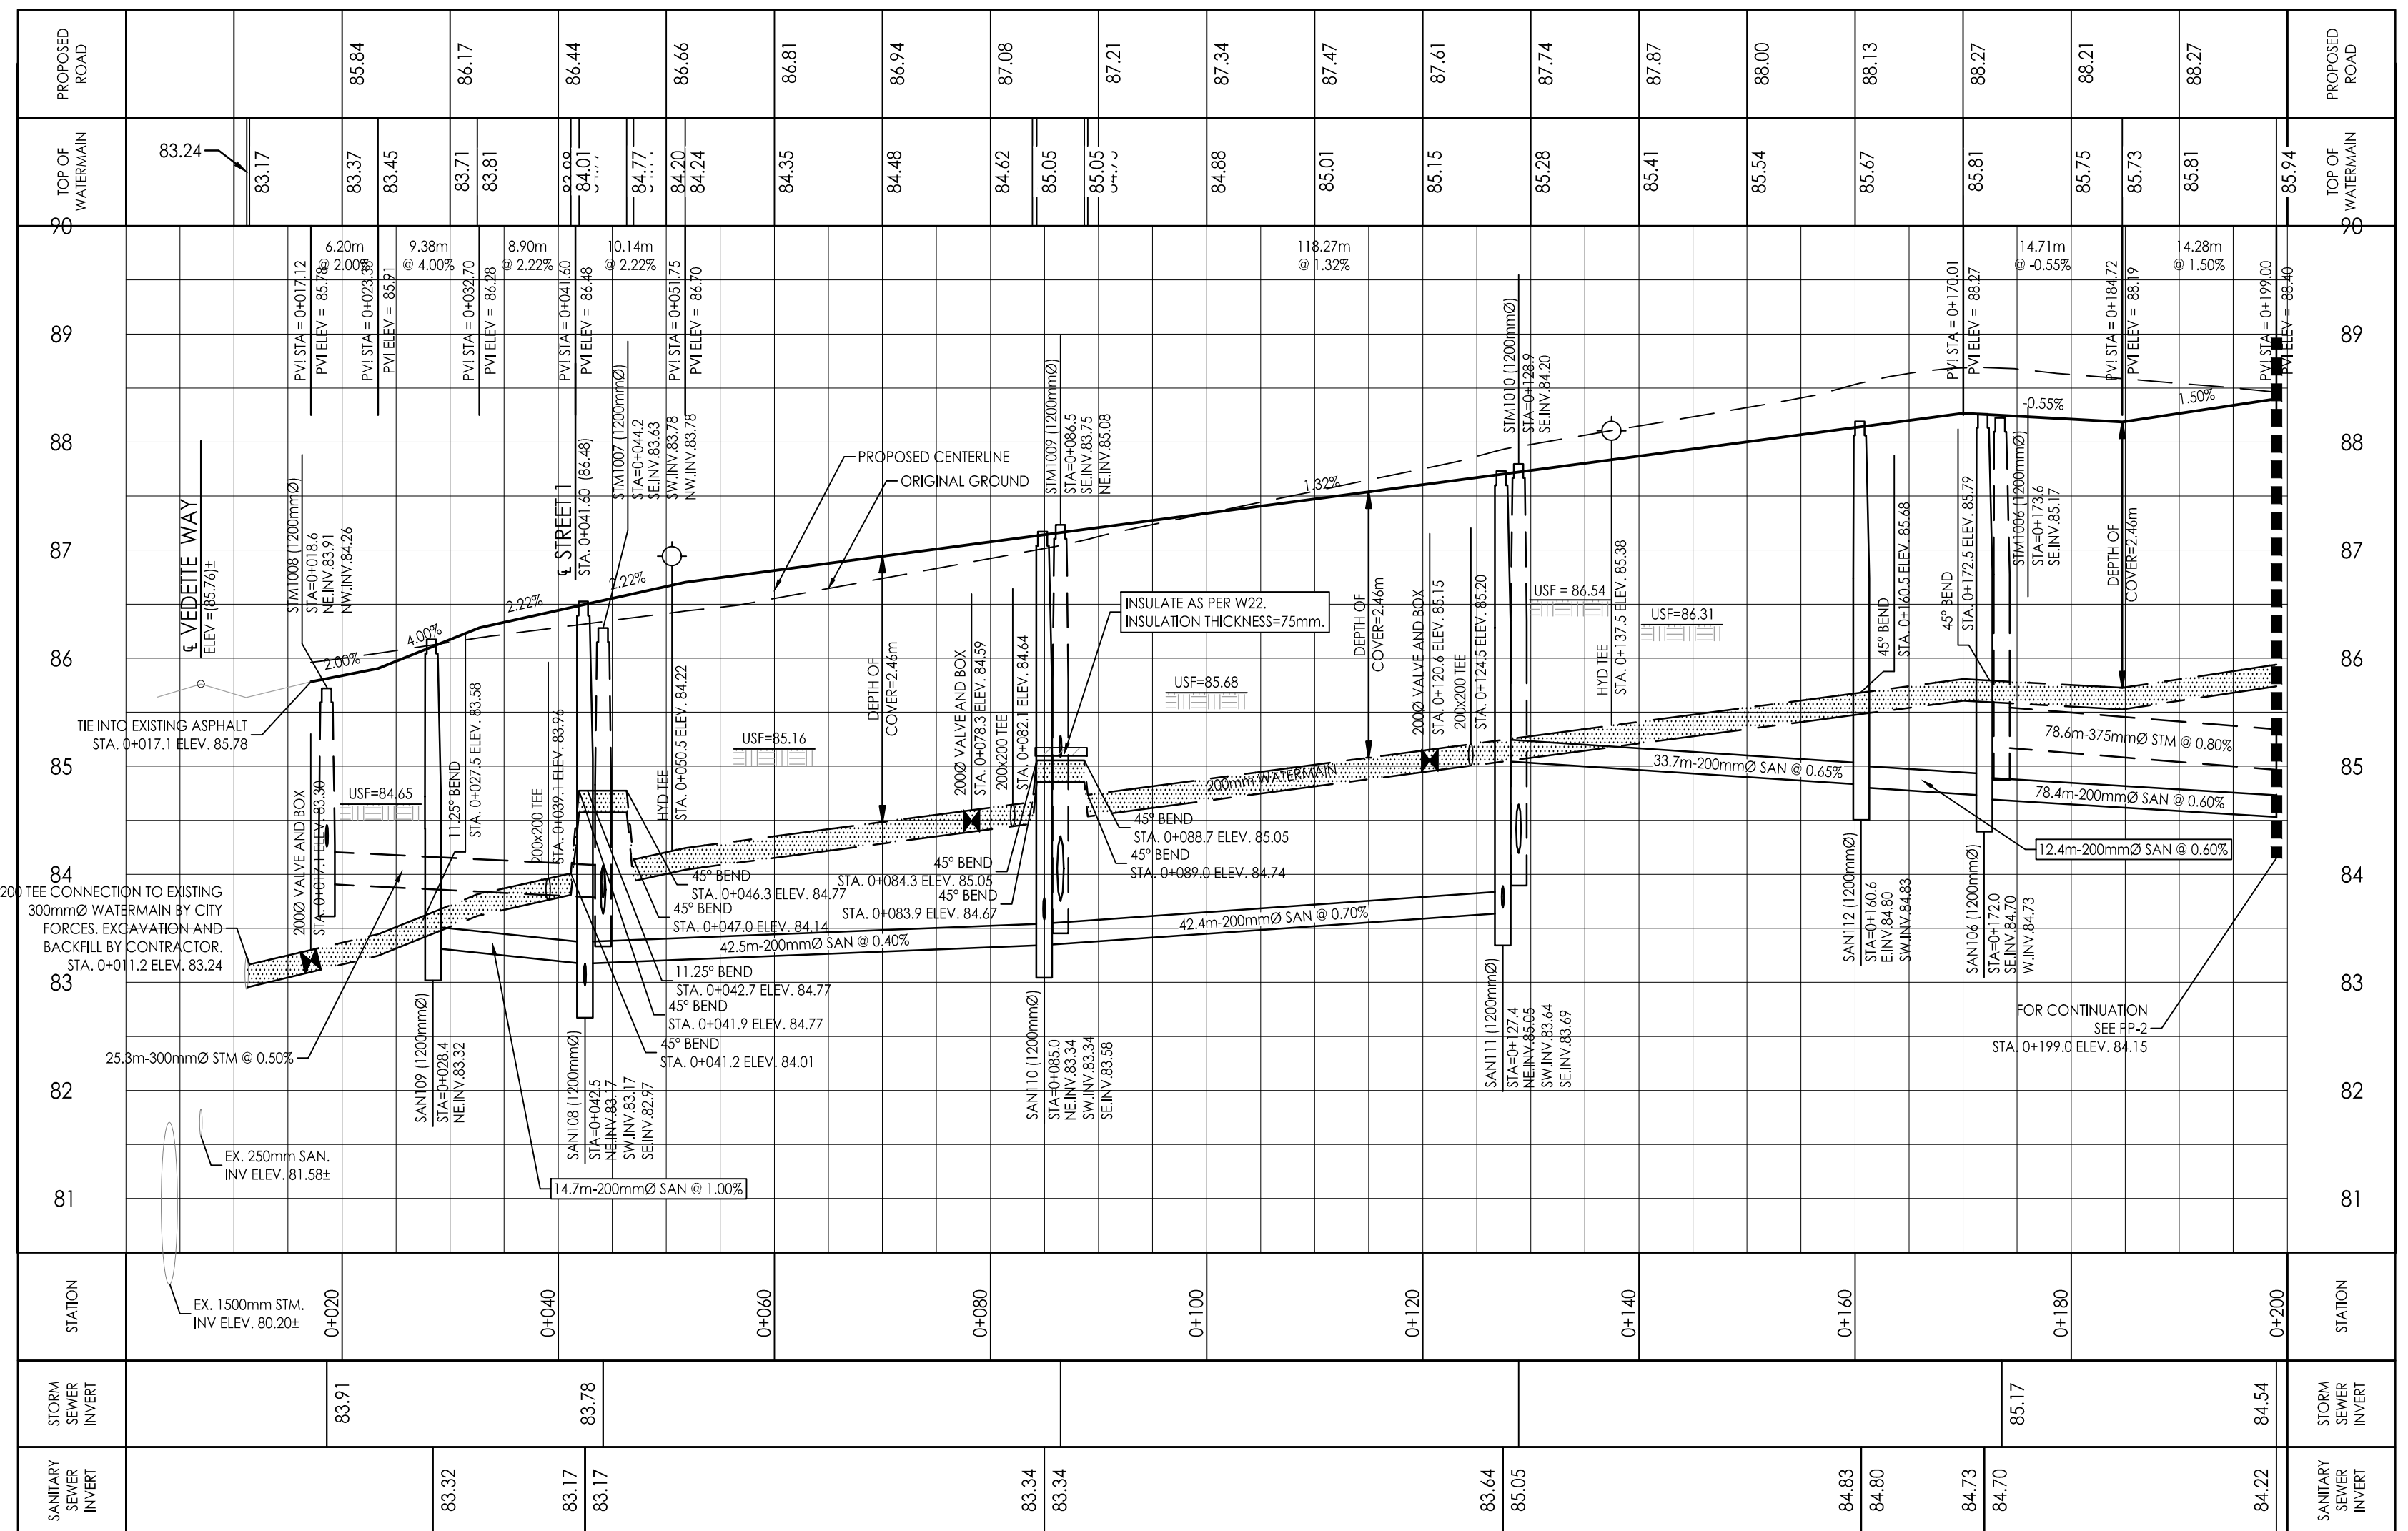 PROPOSED
ROAD
85.84
86.17
86.44
86.66
86.81
86.94
87.08
87.21
87.34
87.47
87.61
87.74
87.87
88.00
88.13
88.27
88.21
88.27
PROPOSED
ROAD
TOP OF
WATERMAIN
83.24
83.17
83.37
83.45
83.71
83.81
83.88
84.01
84.77
84.20
84.24
84.35
84.48
84.62
85.05
85.05
84.88
85.01
85.15
85.28
85.41
85.54
85.67
85.81
85.75
85.73
85.81
85.94
TOP OF
WATERMAIN
90
89
88
87
86
85
84
83
82
81
90
89
88
87
86
85
84
83
82
81
6.20m
@ 2.00%
9.38m
@ 4.00%
8.90m
@ 2.22%
10.14m
@ 2.22%
118.27m
@ 1.32%
14.71m
@ -0.55%
14.28m
@ 1.50%
PVI STA = 0+017.12
PVI ELEV = 85.78
PVI STA = 0+023.32
PVI ELEV = 85.91
PVI STA = 0+032.70
PVI ELEV = 86.28
PVI STA = 0+041.60
PVI ELEV = 86.48
PVI STA = 0+051.75
PVI ELEV = 86.70
PVI STA = 0+170.01
PVI ELEV = 88.27
PVI STA = 0+184.72
PVI ELEV = 88.19
PVI STA = 0+199.00
PVI ELEV = 88.40
℄ VEDETTE WAY
ELEV =(85.76)±
STM1008 (1200mmØ)
STA=0+018.6
NE.INV.83.91
NW.INV.84.26
℄ STREET 1
STA. 0+041.60 (86.48)
STM1007 (1200mmØ)
STA=0+044.2
SE.INV.83.63
SW.INV.83.78
NW.INV.83.78
PROPOSED CENTERLINE
ORIGINAL GROUND
STM1009 (1200mmØ)
STA=0+086.5
SE.INV.83.75
NE.INV.85.08
STM1010 (1200mmØ)
STA=0+128.9
SE.INV.84.20
STM1006 (1200mmØ)
STA=0+173.6
SE.INV.85.17
2.00%
4.00%
2.22%
2.22%
1.32%
-0.55%
1.50%
TIE INTO EXISTING ASPHALT
STA. 0+017.1 ELEV. 85.78
200Ø VALVE AND BOX
STA. 0+017.1 ELEV. 83.30
USF=84.65
11.25° BEND
STA. 0+027.5 ELEV. 83.58
200x200 TEE
STA. 0+039.1 ELEV. 83.96
HYD TEE
STA. 0+050.5 ELEV. 84.22
USF=85.16
DEPTH OF
COVER=2.46m
200Ø VALVE AND BOX
STA. 0+078.3 ELEV. 84.59
200x200 TEE
STA. 0+082.1 ELEV. 84.64
INSULATE AS PER W22.
INSULATION THICKNESS=75mm.
USF=85.68
DEPTH OF
COVER=2.46m
200Ø VALVE AND BOX
STA. 0+120.6 ELEV. 85.15
200x200 TEE
STA. 0+124.5 ELEV. 85.20
USF = 86.54
HYD TEE
STA. 0+137.5 ELEV. 85.38
USF=86.31
45° BEND
STA. 0+160.5 ELEV. 85.68
45° BEND
STA. 0+172.5 ELEV. 85.79
DEPTH OF
COVER=2.46m
200mm WATERMAIN
78.6m-375mmØ STM @ 0.80%
33.7m-200mmØ SAN @ 0.65%
78.4m-200mmØ SAN @ 0.60%
12.4m-200mmØ SAN @ 0.60%
200 TEE CONNECTION TO EXISTING
300mmØ WATERMAIN BY CITY
FORCES. EXCAVATION AND
BACKFILL BY CONTRACTOR.
STA. 0+011.2 ELEV. 83.24
45° BEND
STA. 0+046.3 ELEV. 84.77
45° BEND
STA. 0+047.0 ELEV. 84.14
45° BEND
STA. 0+084.3 ELEV. 85.05
45° BEND
STA. 0+083.9 ELEV. 84.67
45° BEND
STA. 0+088.7 ELEV. 85.05
45° BEND
STA. 0+089.0 ELEV. 84.74
42.5m-200mmØ SAN @ 0.40%
42.4m-200mmØ SAN @ 0.70%
11.25° BEND
STA. 0+042.7 ELEV. 84.77
45° BEND
STA. 0+041.9 ELEV. 84.77
45° BEND
STA. 0+041.2 ELEV. 84.01
25.3m-300mmØ STM @ 0.50%
SAN109 (1200mmØ)
STA=0+028.4
NE.INV.83.32
SAN108 (1200mmØ)
STA=0+042.5
NE.INV.83.17
SW.INV.83.17
SE.INV.82.97
SAN110 (1200mmØ)
STA=0+085.0
NE.INV.83.34
SW.INV.83.34
SE.INV.83.58
SAN111 (1200mmØ)
STA=0+127.4
NE.INV.85.05
SW.INV.83.64
SE.INV.83.69
SAN112 (1200mmØ)
STA=0+160.6
E.INV.84.80
SW.INV.84.83
SAN106 (1200mmØ)
STA=0+172.0
SE.INV.84.70
W.INV.84.73
FOR CONTINUATION
SEE PP-2
STA. 0+199.0 ELEV. 84.15
EX. 250mm SAN.
INV ELEV. 81.58±
14.7m-200mmØ SAN @ 1.00%
EX. 1500mm STM.
INV ELEV. 80.20±
STATION
0+020
0+040
0+060
0+080
0+100
0+120
0+140
0+160
0+180
0+200
STATION
STORM
SEWER
INVERT
83.91
83.78
85.17
84.54
STORM
SEWER
INVERT
SANITARY
SEWER
INVERT
83.32
83.17
83.17
83.34
83.34
83.64
85.05
84.83
84.80
84.73
84.70
84.22
SANITARY
SEWER
INVERT